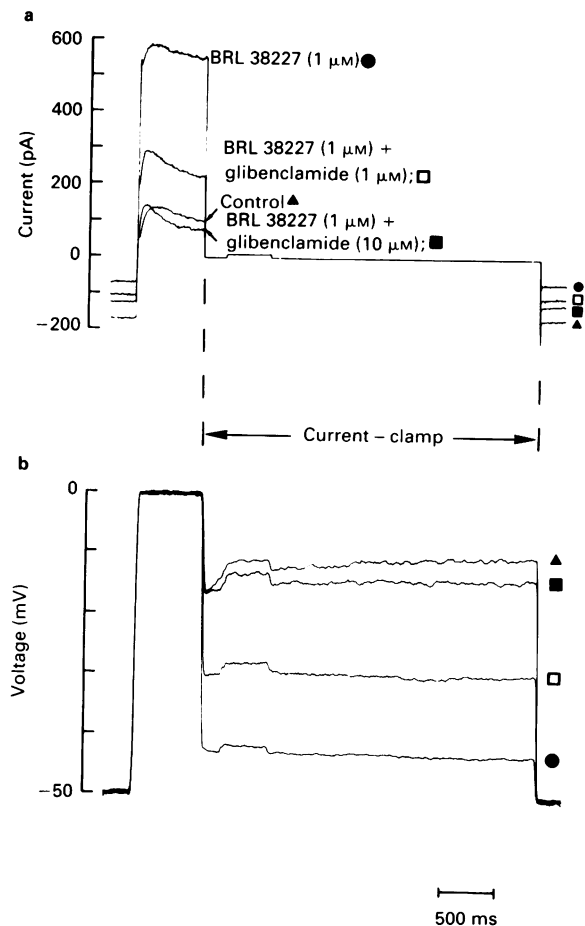 a
600
400
200
0
−200
Current (pA)
BRL 38227 (1 μM)
BRL 38227 (1 μM) +
glibenclamide (1 μM);
Control
BRL 38227 (1 μM) +
glibenclamide (10 μM);
Current – clamp
b
0
−50
Voltage (mV)
500 ms